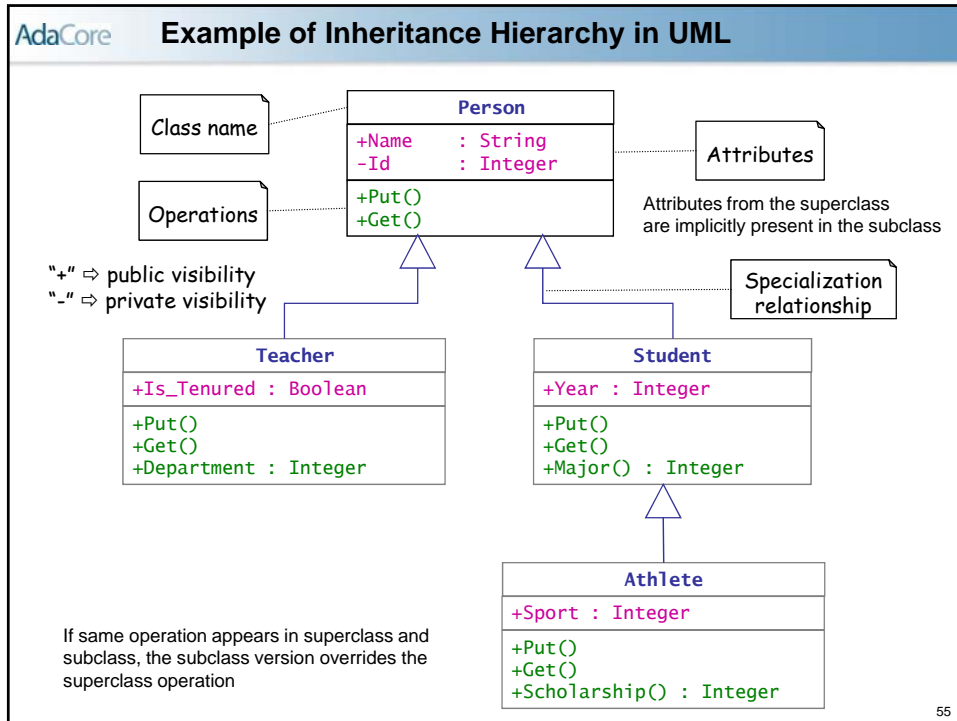 AdaCore
Example of Inheritance Hierarchy in UML
Class name
Person
+Name : String
-Id : Integer
Attributes
Operations
+Put()
+Get()
Attributes from the superclass
are implicitly present in the subclass
"+" ⇨ public visibility
"-" ⇨ private visibility
Specialization
relationship
Teacher
+Is_Tenured : Boolean
+Put()
+Get()
+Department : Integer
Student
+Year : Integer
+Put()
+Get()
+Major() : Integer
Athlete
+Sport : Integer
+Put()
+Get()
+Scholarship() : Integer
If same operation appears in superclass and
subclass, the subclass version overrides the
superclass operation
55